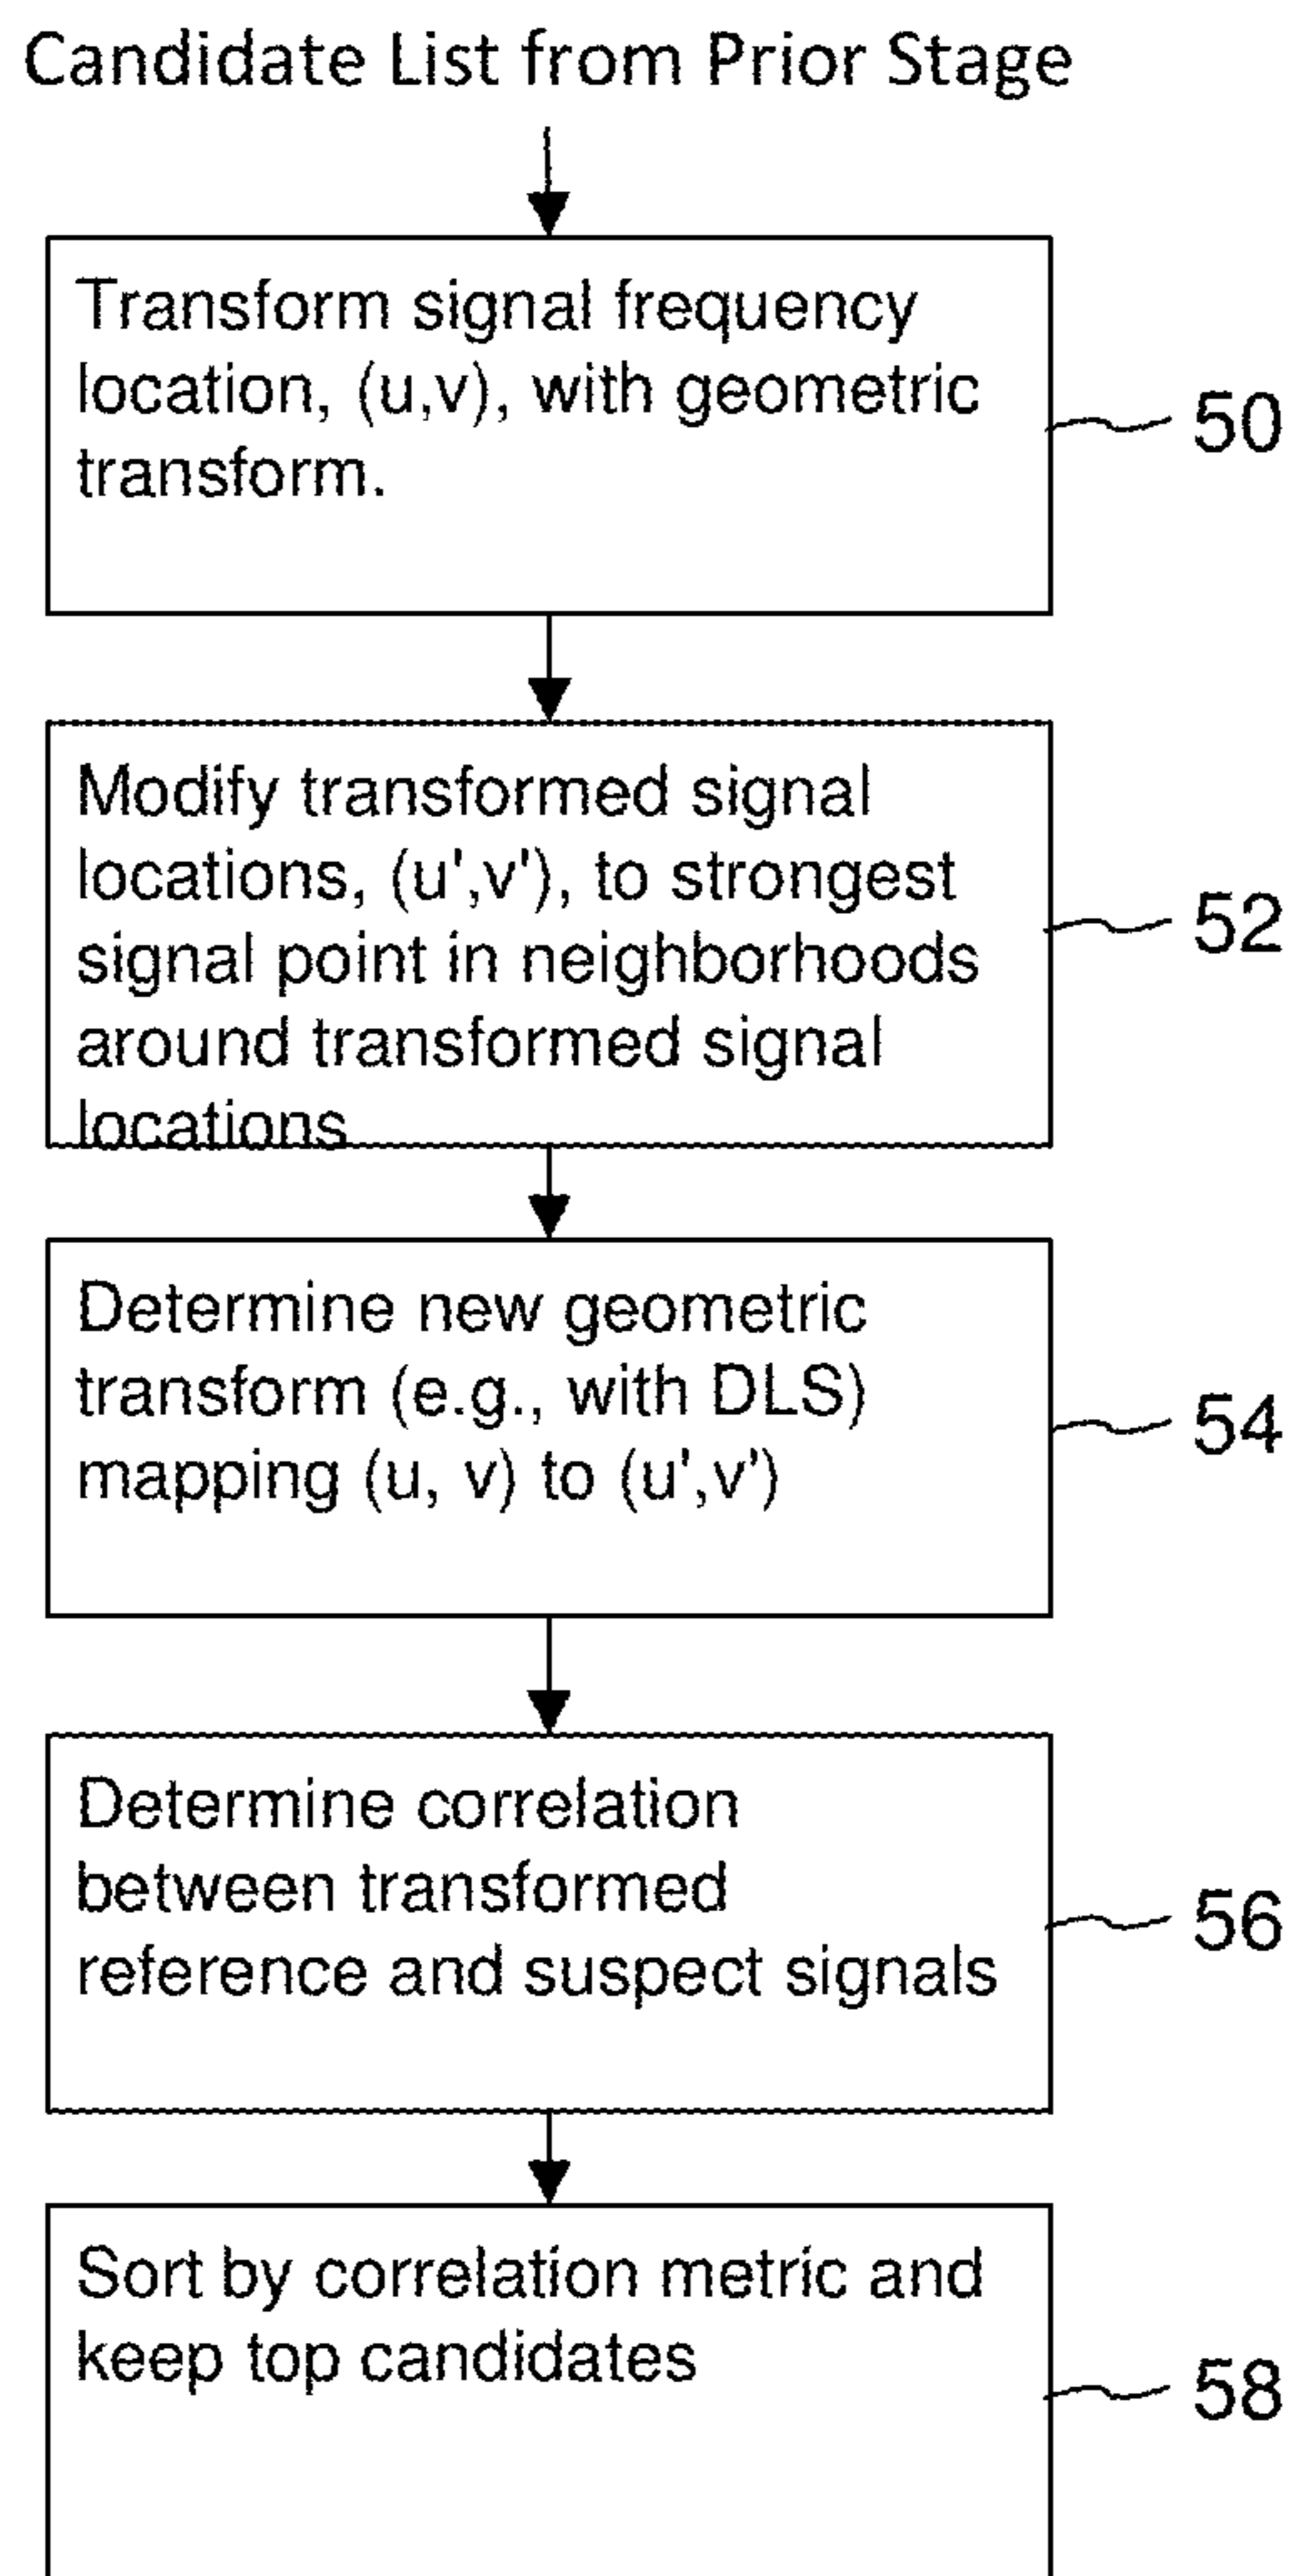 Candidate List from Prior Stage
Transform signal frequency
location, (u,v), with geometric
transform.
50
Modify transformed signal
locations, (u',v'), to strongest
signal point in neighborhoods
around transformed signal
locations
52
Determine new geometric
transform (e.g., with DLS)
mapping (u, v) to (u',v')
54
Determine correlation
between transformed
reference and suspect signals
56
Sort by correlation metric and
keep top candidates
58